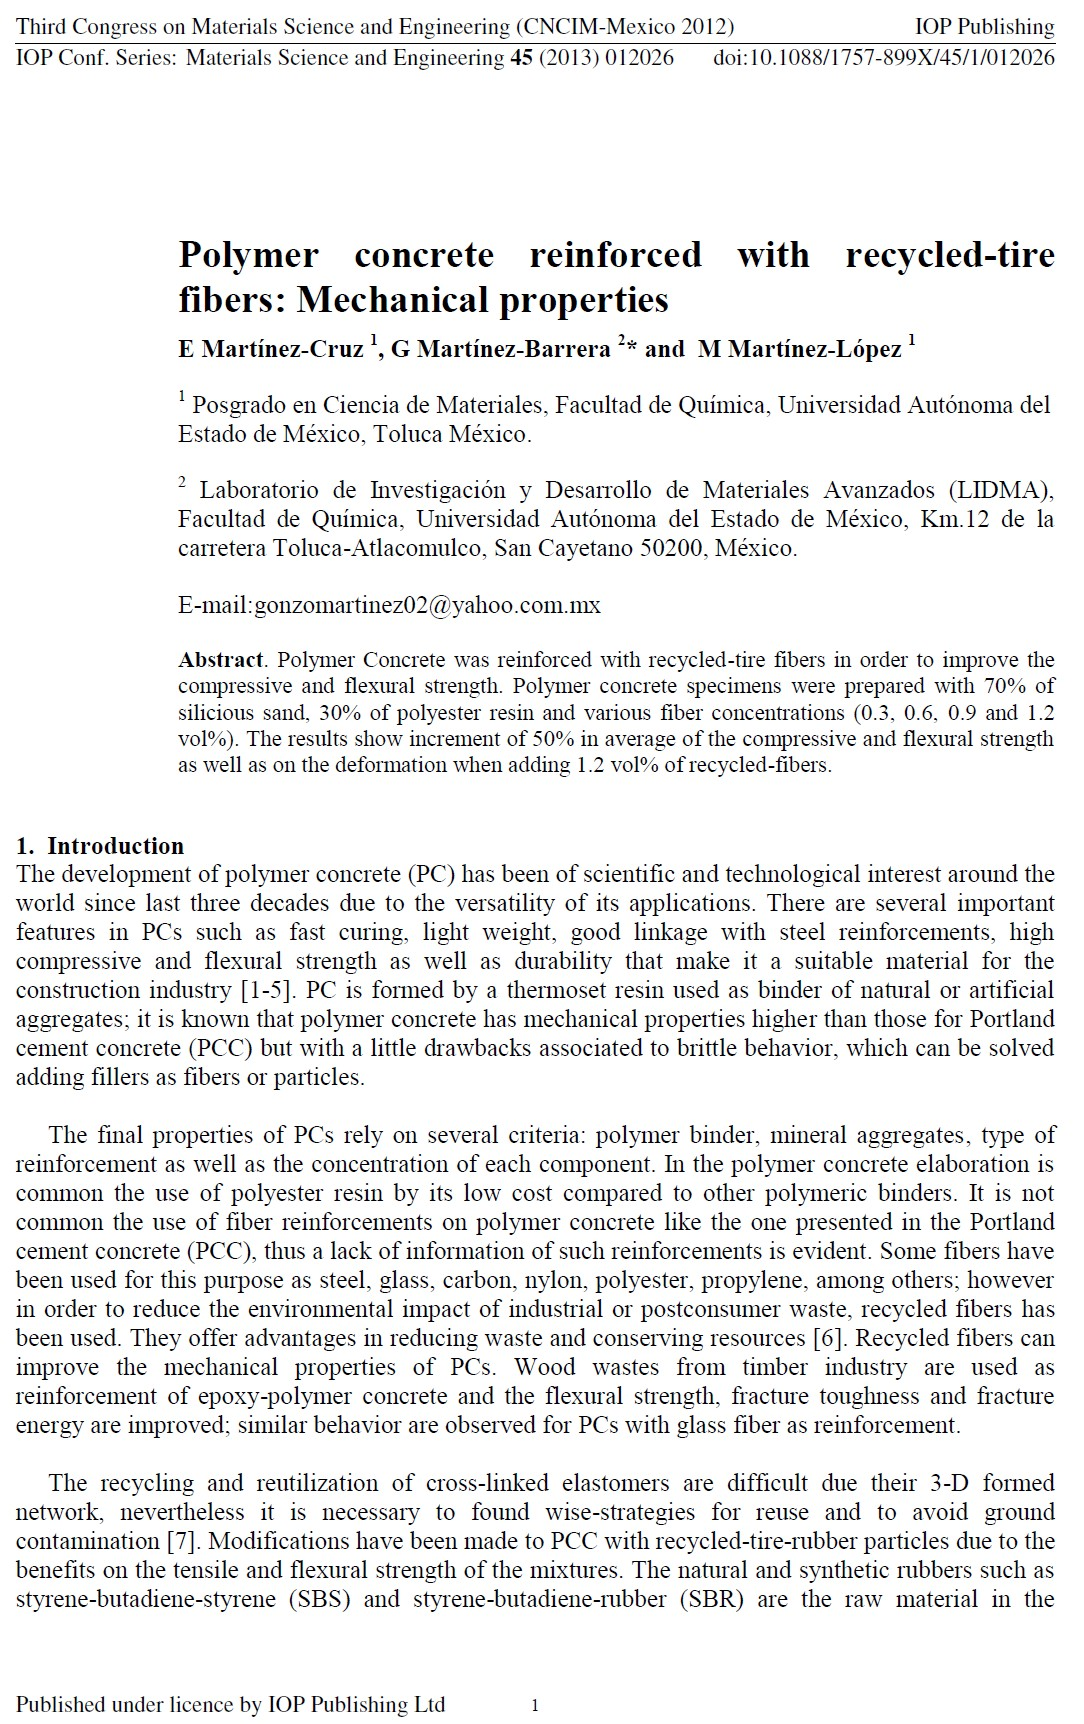 Third Congress on Materials Science and Engineering (CNCIM-Mexico 2012) IOP Publishing
IOP Conf. Series: Materials Science and Engineering 45 (2013) 012026 doi:10.1088/1757-899X/45/1/012026
Polymer concrete reinforced with recycled-tire
fibers: Mechanical properties
E Martínez-Cruz 1, G Martínez-Barrera 2* and M Martínez-López 1
1 Posgrado en Ciencia de Materiales, Facultad de Química, Universidad Autónoma del
Estado de México, Toluca México.
2 Laboratorio de Investigación y Desarrollo de Materiales Avanzados (LIDMA),
Facultad de Química, Universidad Autónoma del Estado de México, Km.12 de la
carretera Toluca-Atlacomulco, San Cayetano 50200, México.
E-mail:gonzomartinez02@yahoo.com.mx
Abstract. Polymer Concrete was reinforced with recycled-tire fibers in order to improve the
compressive and flexural strength. Polymer concrete specimens were prepared with 70% of
silicious sand, 30% of polyester resin and various fiber concentrations (0.3, 0.6, 0.9 and 1.2
vol%). The results show increment of 50% in average of the compressive and flexural strength
as well as on the deformation when adding 1.2 vol% of recycled-fibers.
1. Introduction
The development of polymer concrete (PC) has been of scientific and technological interest around the
world since last three decades due to the versatility of its applications. There are several important
features in PCs such as fast curing, light weight, good linkage with steel reinforcements, high
compressive and flexural strength as well as durability that make it a suitable material for the
construction industry [1-5]. PC is formed by a thermoset resin used as binder of natural or artificial
aggregates; it is known that polymer concrete has mechanical properties higher than those for Portland
cement concrete (PCC) but with a little drawbacks associated to brittle behavior, which can be solved
adding fillers as fibers or particles.
The final properties of PCs rely on several criteria: polymer binder, mineral aggregates, type of
reinforcement as well as the concentration of each component. In the polymer concrete elaboration is
common the use of polyester resin by its low cost compared to other polymeric binders. It is not
common the use of fiber reinforcements on polymer concrete like the one presented in the Portland
cement concrete (PCC), thus a lack of information of such reinforcements is evident. Some fibers have
been used for this purpose as steel, glass, carbon, nylon, polyester, propylene, among others; however
in order to reduce the environmental impact of industrial or postconsumer waste, recycled fibers has
been used. They offer advantages in reducing waste and conserving resources [6]. Recycled fibers can
improve the mechanical properties of PCs. Wood wastes from timber industry are used as
reinforcement of epoxy-polymer concrete and the flexural strength, fracture toughness and fracture
energy are improved; similar behavior are observed for PCs with glass fiber as reinforcement.
The recycling and reutilization of cross-linked elastomers are difficult due their 3-D formed
network, nevertheless it is necessary to found wise-strategies for reuse and to avoid ground
contamination [7]. Modifications have been made to PCC with recycled-tire-rubber particles due to the
benefits on the tensile and flexural strength of the mixtures. The natural and synthetic rubbers such as
styrene-butadiene-styrene (SBS) and styrene-butadiene-rubber (SBR) are the raw material in the
Published under licence by IOP Publishing Ltd 1